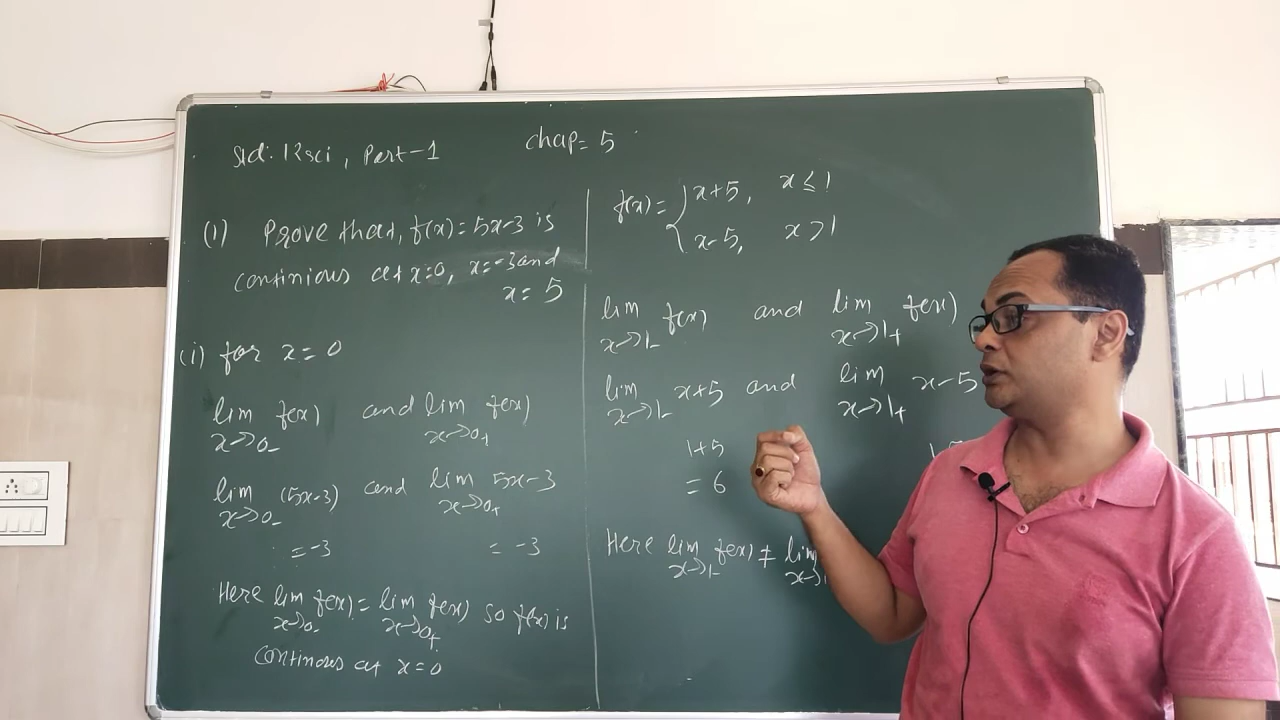 Std: 12sci, Part-1
chap= 5
(1) Prove that, f(x) = 5x-3 is
continious at x=0, x=-3 and
x= 5
(i) for x=0
lim f(x) and lim f(x)
x→0- x→0+
lim (5x-3) and lim 5x-3
x→0- x→0+
= -3 = -3
Here lim f(x) = lim f(x) so f(x) is
x→0- x→0+
continous at x=0
f(x) = { x+5, x ≤ 1
x-5, x > 1
lim f(x) and lim f(x)
x→1- x→1+
lim x+5 and lim x-5
x→1- x→1+
1+5
= 6
Here lim f(x) ≠ lim
x→1- x→1